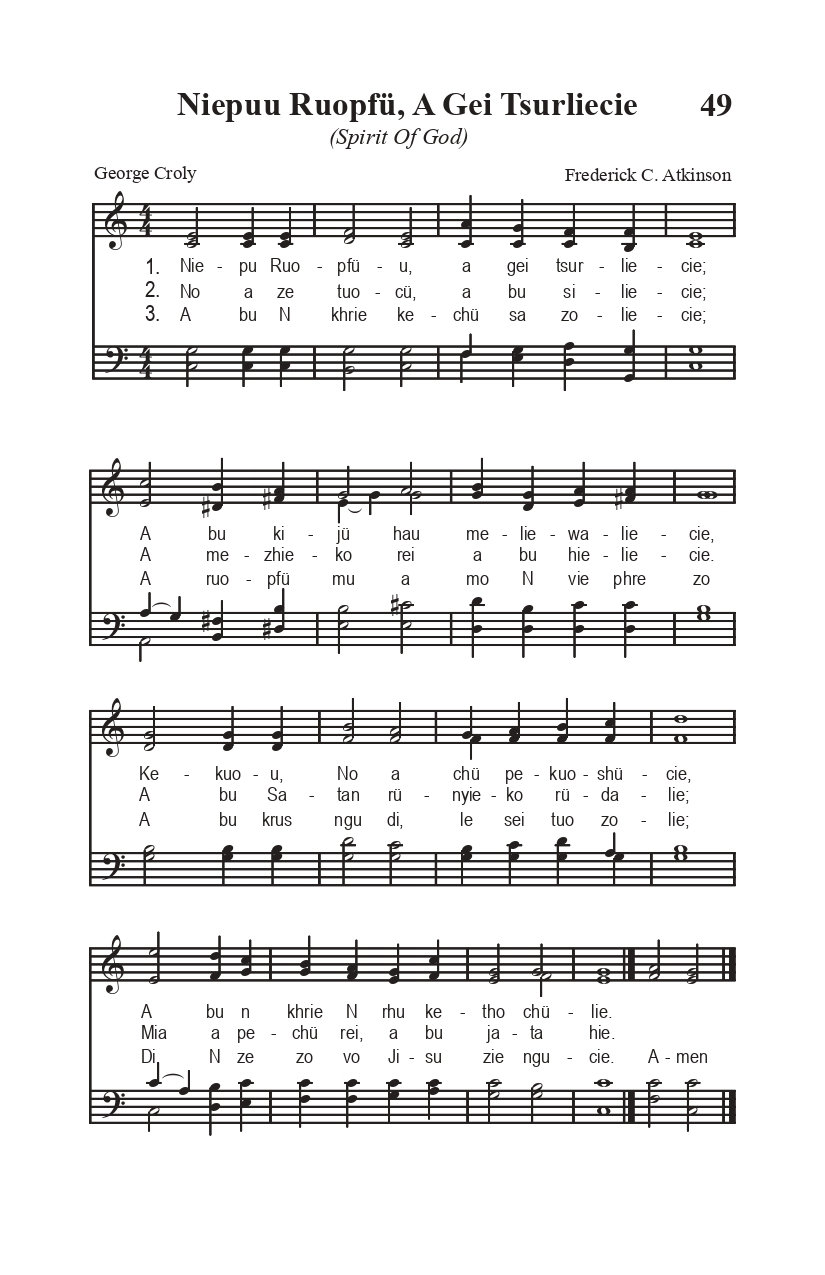 Niepuu Ruopfü, A Gei Tsurliecie 49
(Spirit Of God)
George Croly Frederick C. Atkinson
1. Nie - pu Ruo - pfü - u, a gei tsur - lie - cie;
2. No a ze tuo - cü, a bu si - lie - cie;
3. A bu N khrie ke - chü sa zo - lie - cie;
A bu ki - jü hau me - lie - wa - lie - cie,
A me - zhie - ko rei a bu hie - lie - cie.
A ruo - pfü mu a mo N vie phre zo
Ke - kuo - u, No a chü pe - kuo - shü - cie,
A bu Sa - tan rü - nyie - ko rü - da - lie;
A bu krus ngu di, le sei tuo zo - lie;
A bu n khrie N rhu ke - tho chü - lie.
Mia a pe - chü rei, a bu ja - ta hie.
Di N ze zo vo Ji - su zie ngu - cie. A - men